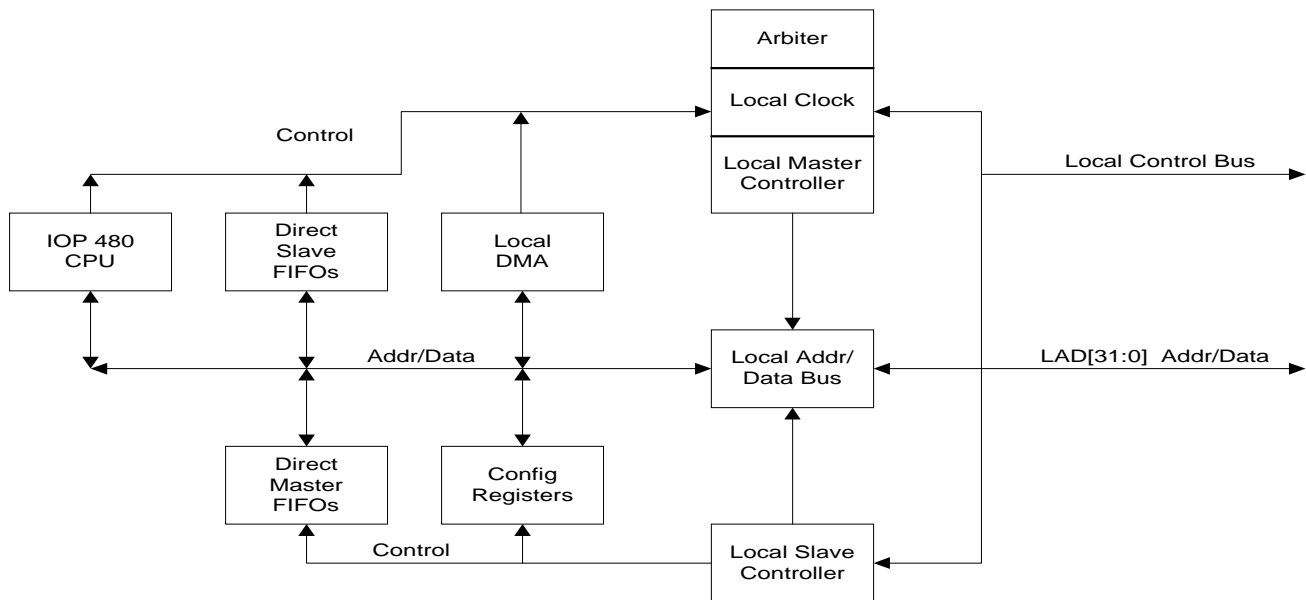 Arbiter
Local Clock
Control
Local Master
Controller
Local Control Bus
IOP 480
CPU
Direct
Slave
FIFOs
Local
DMA
Addr/Data
Local Addr/
Data Bus
LAD[31:0] Addr/Data
Direct
Master
FIFOs
Config
Registers
Control
Local Slave
Controller